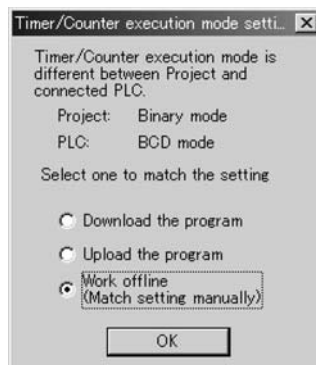 Timer/Counter execution mode setti...
Timer/Counter execution mode is
different between Project and
connected PLC.
Project: Binary mode
PLC: BCD mode
Select one to match the setting
Download the program
Upload the program
Work offline
(Match setting manually)
OK